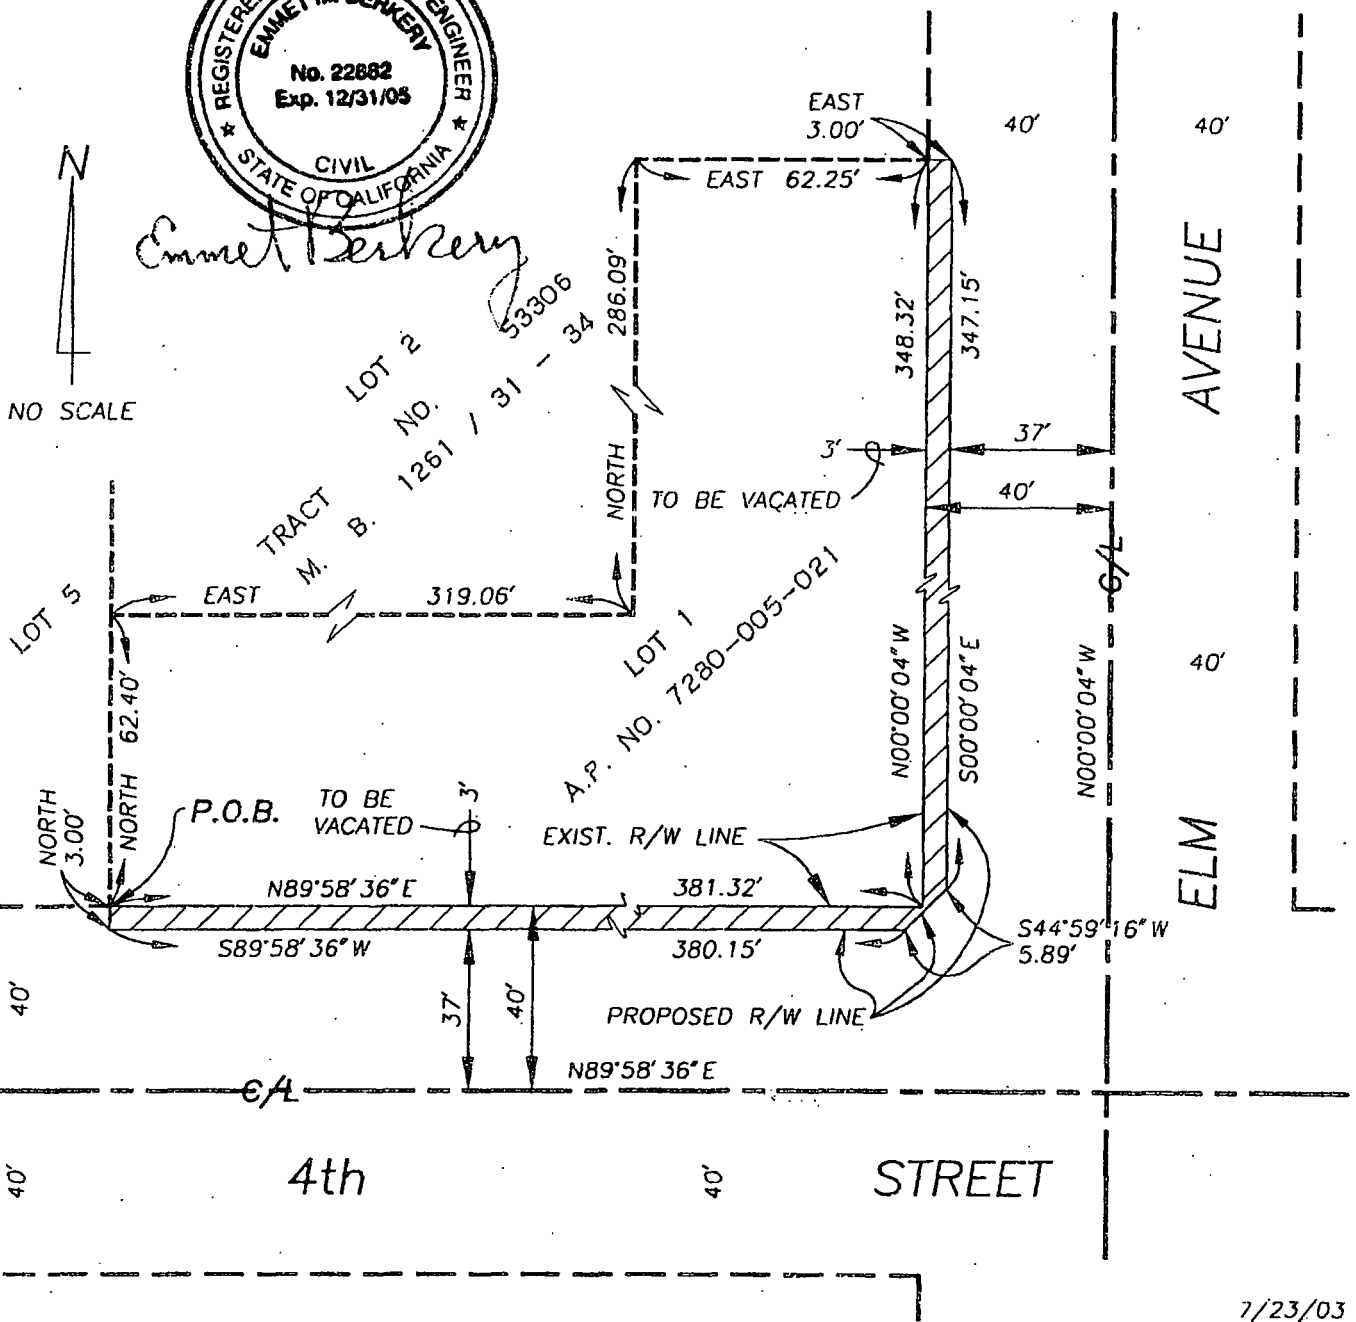 REGISTERED
ENGINEER
EMMET M. BERKERY
No. 22882
Exp. 12/31/05
CIVIL
★ STATE OF CALIFORNIA ★
Emmet Berkery
N
NO SCALE
EAST
3.00'
40'
40'
EAST 62.25'
286.09'
NORTH
348.32'
347.15'
AVENUE
LOT 2
TRACT NO. 53306
M. B. 1261 / 31 - 34
3'
37'
TO BE VACATED
40'
C/L
LOT 5
EAST 319.06'
LOT 1
A.P. NO. 7280-005-021
N00°00'04"W
S00°00'04"E
N00°00'04"W
40'
62.40'
NORTH
NORTH
3.00'
P.O.B.
TO BE
VACATED
3'
EXIST. R/W LINE
ELM
N89°58'36"E 381.32'
S89°58'36"W 380.15'
S44°59'16"W
5.89'
40'
37'
40'
PROPOSED R/W LINE
N89°58'36"E
C/L
40'
4th
40'
STREET
7/23/03